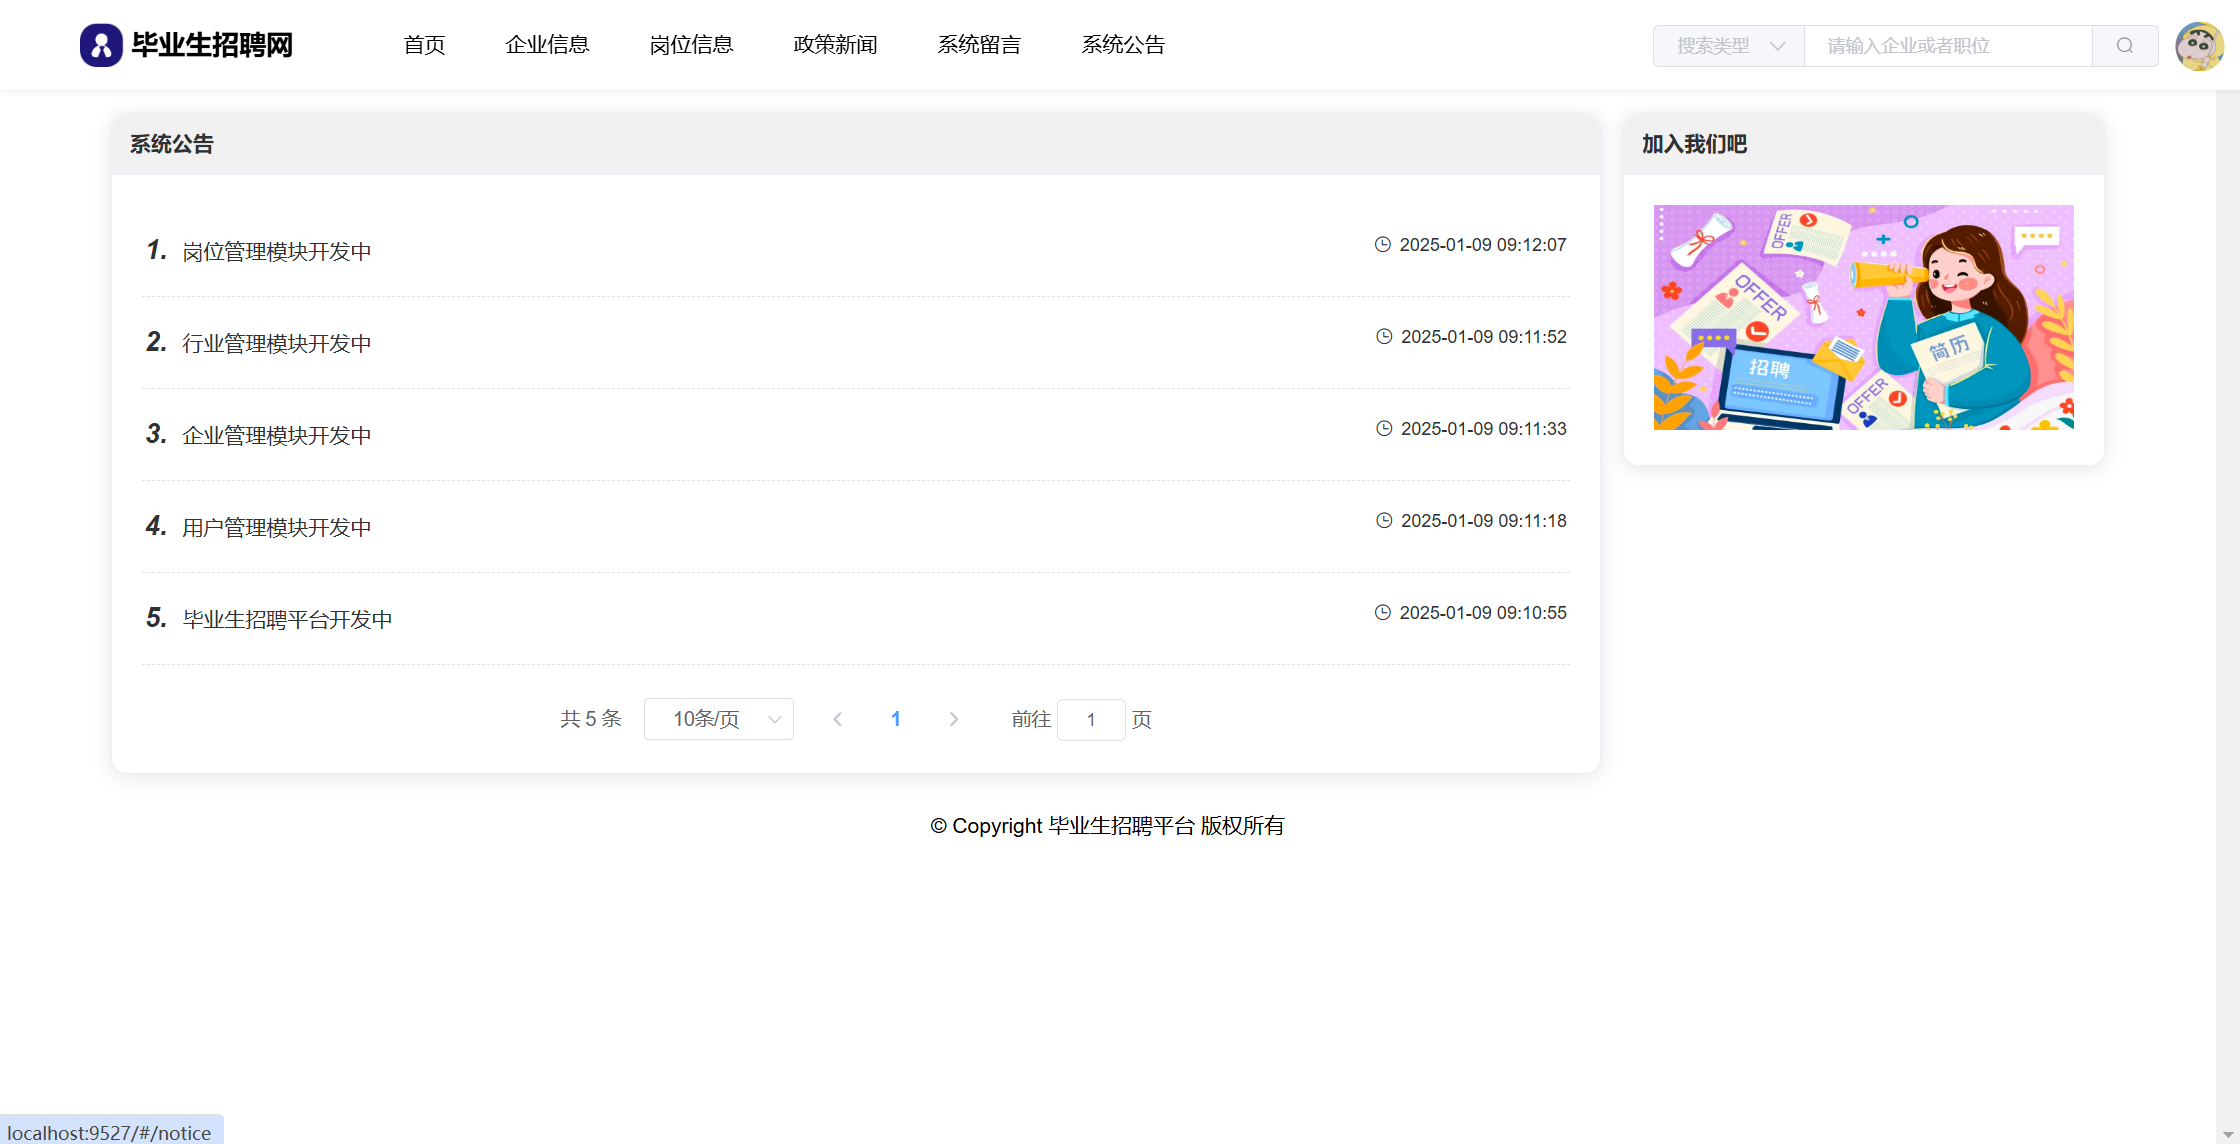 毕业生招聘网 首页 企业信息 岗位信息 政策新闻 系统留言 系统公告 搜索类型 请输入企业或者职位
系统公告
1. 岗位管理模块开发中 2025-01-09 09:12:07
2. 行业管理模块开发中 2025-01-09 09:11:52
3. 企业管理模块开发中 2025-01-09 09:11:33
4. 用户管理模块开发中 2025-01-09 09:11:18
5. 毕业生招聘平台开发中 2025-01-09 09:10:55
共 5 条 10条/页 1 前往 1 页
加入我们吧
OFFER
OFFER
简历
招聘
OFFER
© Copyright 毕业生招聘平台 版权所有
localhost:9527/#/notice